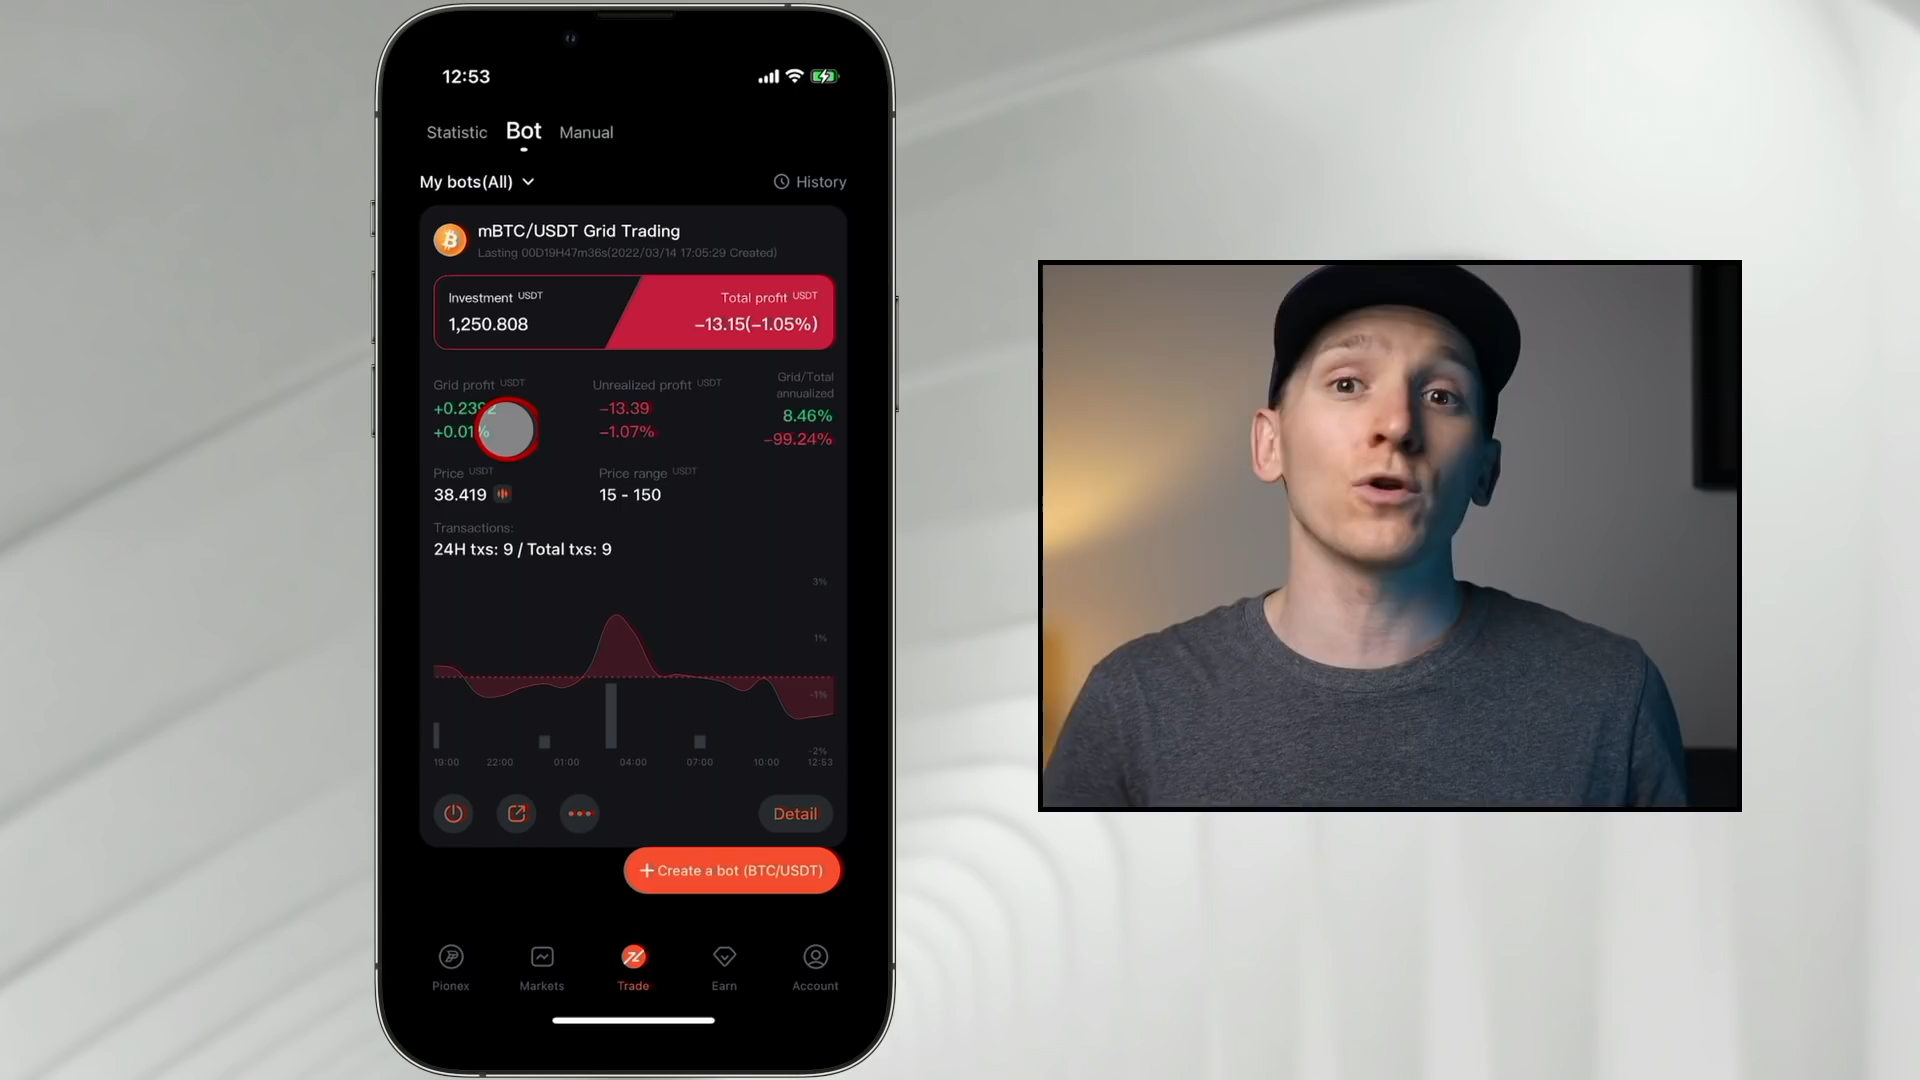 12:53
Statistic Bot Manual
My bots(All) History
mBTC/USDT Grid Trading
Lasting 00D19H47m36s(2022/03/14 17:05:29 Created)
Investment USDT Total profit USDT
1,250.808 -13.15(-1.05%)
Grid profit USDT Unrealized profit USDT Grid/Total annualized
+0.2392 -13.39 8.46%
+0.01% -1.07% -99.24%
Price USDT Price range USDT
38.419 15 - 150
Transactions:
24H txs: 9 / Total txs: 9
3%
1%
-1%
-2%
19:00 22:00 01:00 04:00 07:00 10:00 12:53
Detail
+ Create a bot (BTC/USDT)
Pionex Markets Trade Earn Account